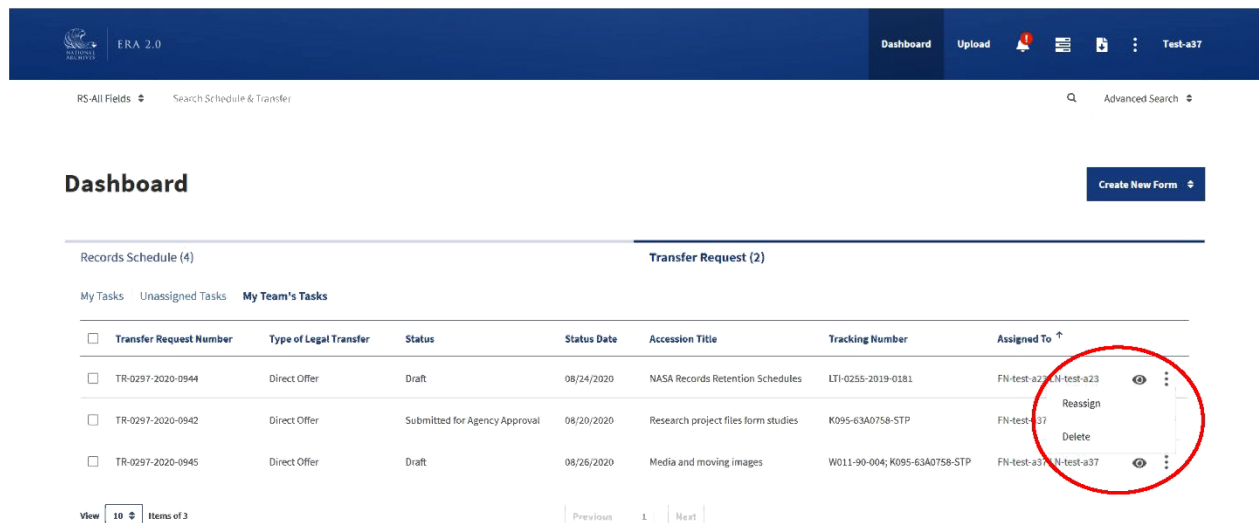 NATIONAL ARCHIVES ERA 2.0 Dashboard Upload ! Test-a37
RS-All Fields Search Schedule & Transfer Advanced Search
Dashboard
Create New Form
Records Schedule (4) Transfer Request (2)
My Tasks Unassigned Tasks My Team's Tasks
Transfer Request Number Type of Legal Transfer Status Status Date Accession Title Tracking Number Assigned To
TR-0297-2020-0944 Direct Offer Draft 08/24/2020 NASA Records Retention Schedules LTI-0255-2019-0181 FN-test-a23 LN-test-a23
Reassign
TR-0297-2020-0942 Direct Offer Submitted for Agency Approval 08/20/2020 Research project files form studies K095-63A0758-STP FN-test-a37
Delete
TR-0297-2020-0945 Direct Offer Draft 08/26/2020 Media and moving images W011-90-004; K095-63A0758-STP FN-test-a37 LN-test-a37
View 10 Items of 3 Previous 1 Next